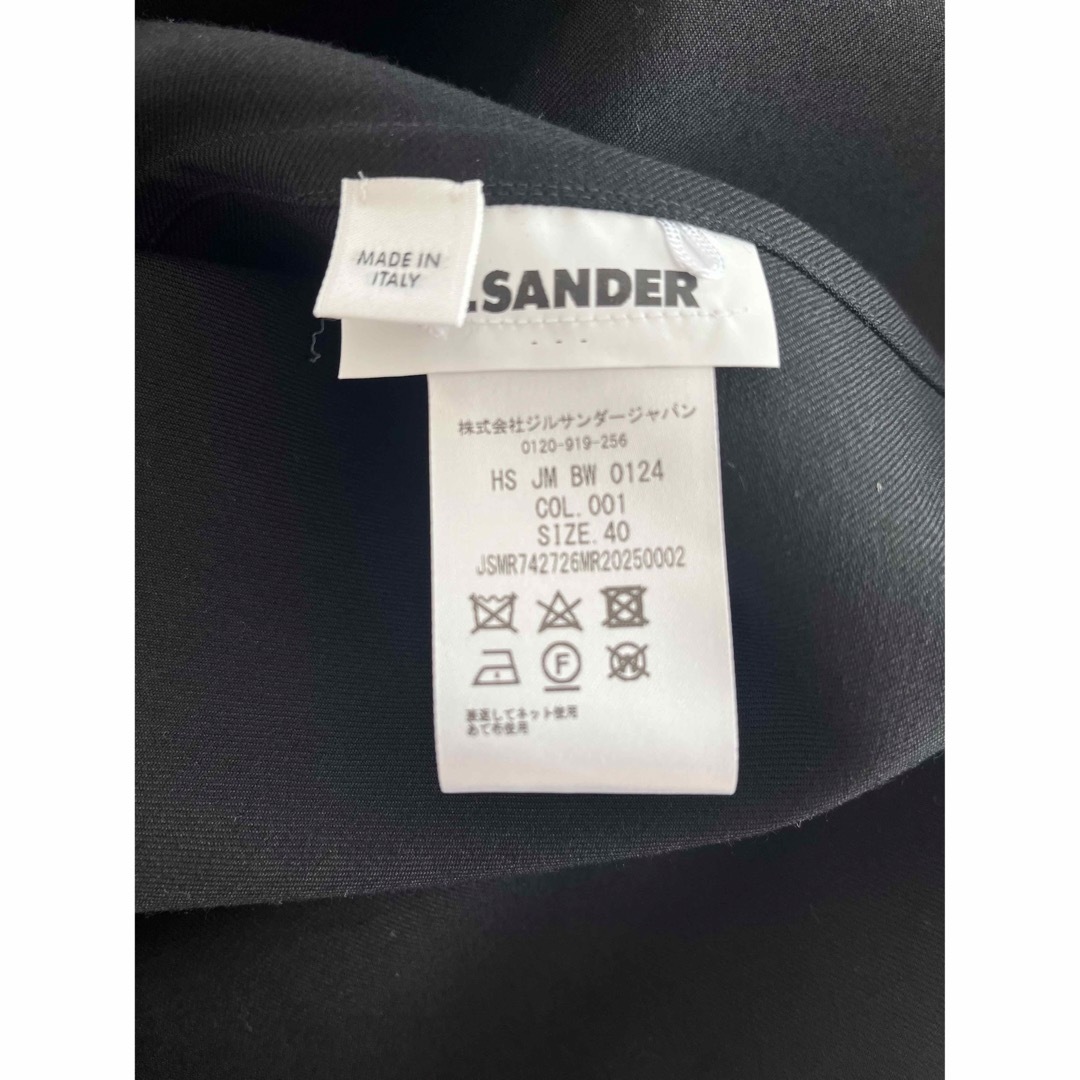 MADE IN
ITALY
.SANDER
株式会社ジルサンダージャパン
0120-919-256
HS JM BW 0124
COL.001
SIZE.40
JSMR742726MR20250002
F
W
裏返してネット使用
あて布使用